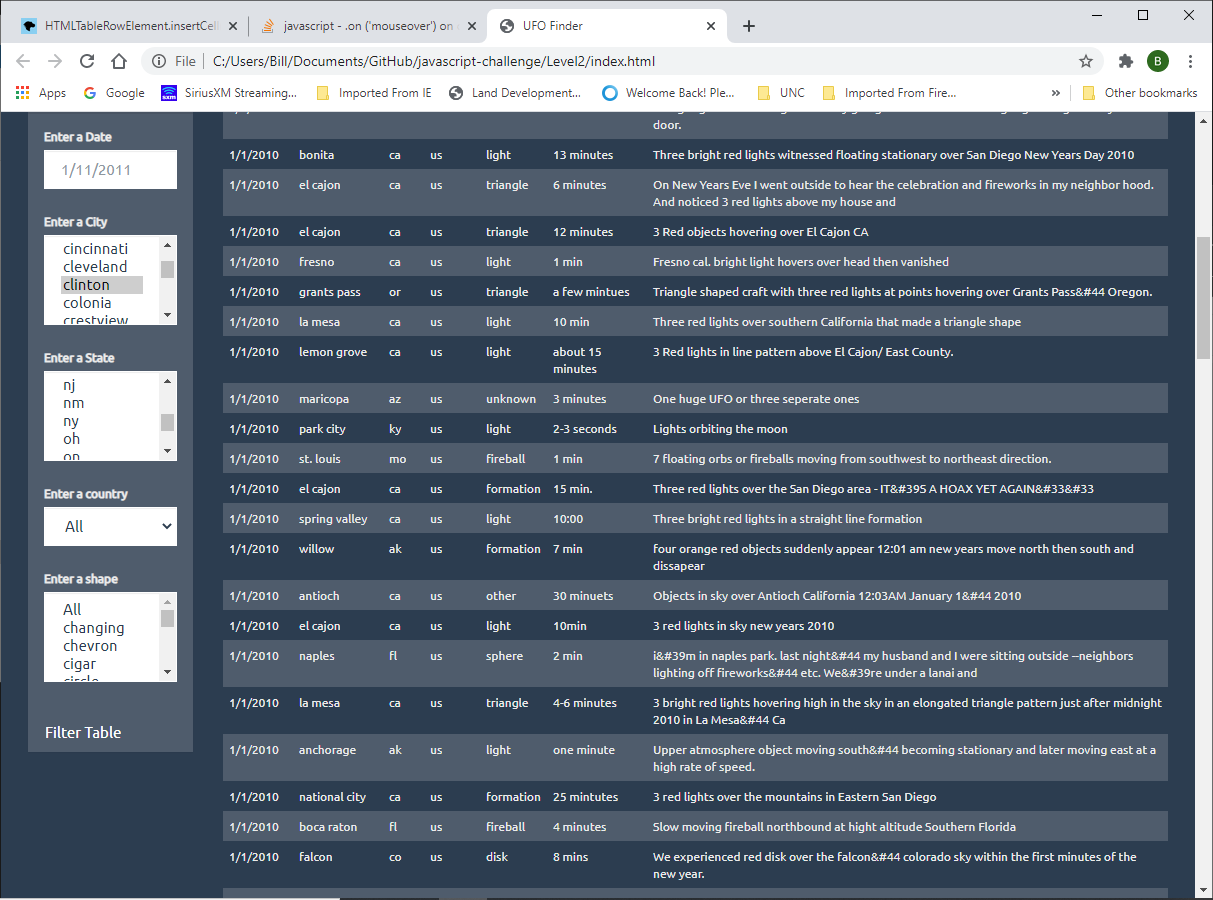 HTMLTableRowElement.insertCell
javascript - .on ('mouseover') on
UFO Finder
File
C:/Users/Bill/Documents/GitHub/javascript-challenge/Level2/index.html
B
Apps
Google
sxm
SiriusXM Streaming...
Imported From IE
Land Development...
Welcome Back! Ple...
UNC
Imported From Fire...
»
Other bookmarks
Enter a Date
1/11/2011
Enter a City
cincinnati
cleveland
clinton
colonia
crestview
Enter a State
nj
nm
ny
oh
on
Enter a country
All
Enter a shape
All
changing
chevron
cigar
circle
Filter Table
door.
1/1/2010 bonita ca us light 13 minutes Three bright red lights witnessed floating stationary over San Diego New Years Day 2010
1/1/2010 el cajon ca us triangle 6 minutes On New Years Eve I went outside to hear the celebration and fireworks in my neighbor hood.
And noticed 3 red lights above my house and
1/1/2010 el cajon ca us triangle 12 minutes 3 Red objects hovering over El Cajon CA
1/1/2010 fresno ca us light 1 min Fresno cal. bright light hovers over head then vanished
1/1/2010 grants pass or us triangle a few mintues Triangle shaped craft with three red lights at points hovering over Grants Pass&#44 Oregon.
1/1/2010 la mesa ca us light 10 min Three red lights over southern California that made a triangle shape
1/1/2010 lemon grove ca us light about 15 3 Red lights in line pattern above El Cajon/ East County.
minutes
1/1/2010 maricopa az us unknown 3 minutes One huge UFO or three seperate ones
1/1/2010 park city ky us light 2-3 seconds Lights orbiting the moon
1/1/2010 st. louis mo us fireball 1 min 7 floating orbs or fireballs moving from southwest to northeast direction.
1/1/2010 el cajon ca us formation 15 min. Three red lights over the San Diego area - IT&#39S A HOAX YET AGAIN&#33&#33
1/1/2010 spring valley ca us light 10:00 Three bright red lights in a straight line formation
1/1/2010 willow ak us formation 7 min four orange red objects suddenly appear 12:01 am new years move north then south and
dissapear
1/1/2010 antioch ca us other 30 minuets Objects in sky over Antioch California 12:03AM January 1&#44 2010
1/1/2010 el cajon ca us light 10min 3 red lights in sky new years 2010
1/1/2010 naples fl us sphere 2 min i&#39m in naples park. last night&#44 my husband and I were sitting outside --neighbors
lighting off fireworks&#44 etc. We&#39re under a lanai and
1/1/2010 la mesa ca us triangle 4-6 minutes 3 bright red lights hovering high in the sky in an elongated triangle pattern just after midnight
2010 in La Mesa&#44 Ca
1/1/2010 anchorage ak us light one minute Upper atmosphere object moving south&#44 becoming stationary and later moving east at a
high rate of speed.
1/1/2010 national city ca us formation 25 mintutes 3 red lights over the mountains in Eastern San Diego
1/1/2010 boca raton fl us fireball 4 minutes Slow moving fireball northbound at hight altitude Southern Florida
1/1/2010 falcon co us disk 8 mins We experienced red disk over the falcon&#44 colorado sky within the first minutes of the
new year.